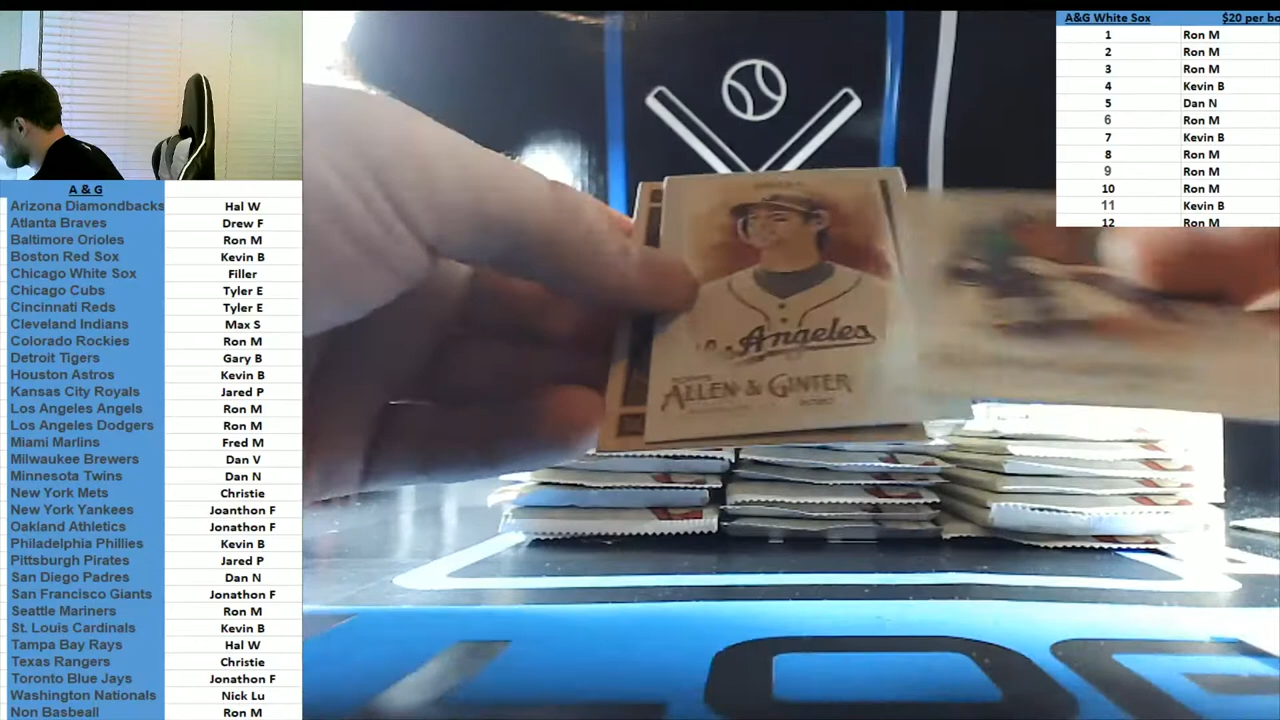 A & G
Arizona Diamondbacks Hal W
Atlanta Braves Drew F
Baltimore Orioles Ron M
Boston Red Sox Kevin B
Chicago White Sox Filler
Chicago Cubs Tyler E
Cincinnati Reds Tyler E
Cleveland Indians Max S
Colorado Rockies Ron M
Detroit Tigers Gary B
Houston Astros Kevin B
Kansas City Royals Jared P
Los Angeles Angels Ron M
Los Angeles Dodgers Ron M
Miami Marlins Fred M
Milwaukee Brewers Dan V
Minnesota Twins Dan N
New York Mets Christie
New York Yankees Joanthon F
Oakland Athletics Jonathon F
Philadelphia Phillies Kevin B
Pittsburgh Pirates Jared P
San Diego Padres Dan N
San Francisco Giants Jonathon F
Seattle Mariners Ron M
St. Louis Cardinals Kevin B
Tampa Bay Rays Hal W
Texas Rangers Christie
Toronto Blue Jays Jonathon F
Washington Nationals Nick Lu
Non Basbeall Ron M
A&G White Sox $20 per bo
1 Ron M
2 Ron M
3 Ron M
4 Kevin B
5 Dan N
6 Ron M
7 Kevin B
8 Ron M
9 Ron M
10 Ron M
11 Kevin B
12 Ron M
Angeles
ALLEN & GINTER